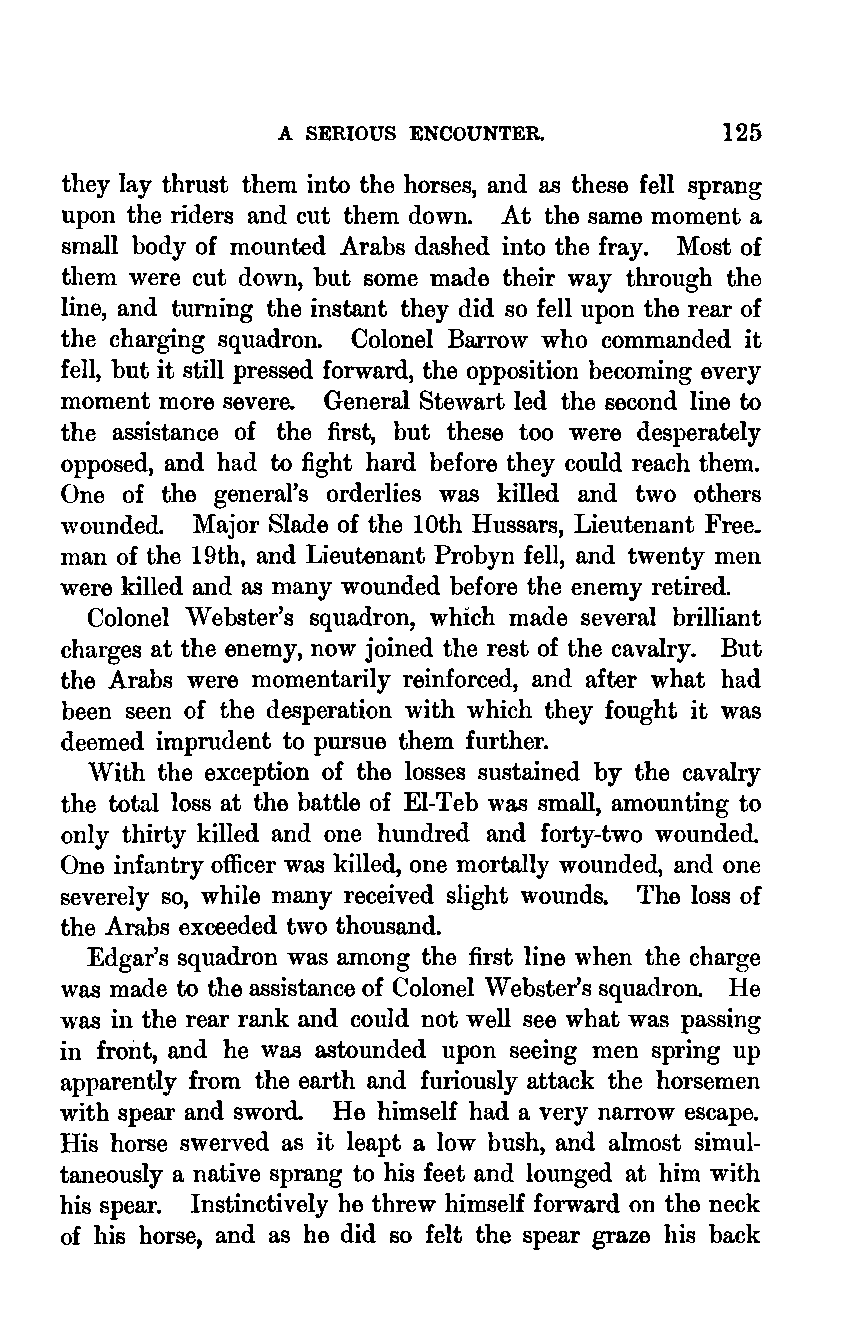 A SERIOUS ENCOUNTER. 125
they lay thrust them into the horses, and as these fell sprang
upon the riders and cut them down. At the same moment a
small body of mounted Arabs dashed into the fray. Most of
them were cut down, but some made their way through the
line, and turning the instant they did so fell upon the rear of
the charging squadron. Colonel Barrow who commanded it
fell, but it still pressed forward, the opposition becoming every
moment more severe. General Stewart led the second line to
the assistance of the first, but these too were desperately
opposed, and had to fight hard before they could reach them.
One of the general's orderlies was killed and two others
wounded. Major Slade of the 10th Hussars, Lieutenant Free-
man of the 19th, and Lieutenant Probyn fell, and twenty men
were killed and as many wounded before the enemy retired.
Colonel Webster's squadron, which made several brilliant
charges at the enemy, now joined the rest of the cavalry. But
the Arabs were momentarily reinforced, and after what had
been seen of the desperation with which they fought it was
deemed imprudent to pursue them further.
With the exception of the losses sustained by the cavalry
the total loss at the battle of El-Teb was small, amounting to
only thirty killed and one hundred and forty-two wounded.
One infantry officer was killed, one mortally wounded, and one
severely so, while many received slight wounds. The loss of
the Arabs exceeded two thousand.
Edgar's squadron was among the first line when the charge
was made to the assistance of Colonel Webster's squadron. He
was in the rear rank and could not well see what was passing
in front, and he was astounded upon seeing men spring up
apparently from the earth and furiously attack the horsemen
with spear and sword. He himself had a very narrow escape.
His horse swerved as it leapt a low bush, and almost simul-
taneously a native sprang to his feet and lounged at him with
his spear. Instinctively he threw himself forward on the neck
of his horse, and as he did so felt the spear graze his back